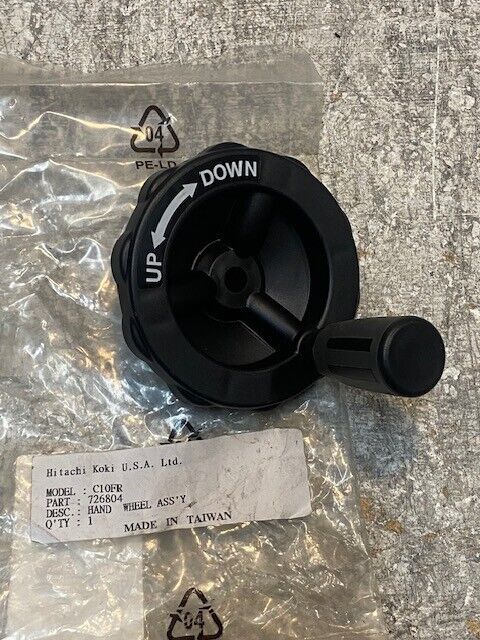 04
PE-LD
DOWN
UP
Hitachi Koki U.S.A. Ltd.
MODEL : C10FR
PART : 726804
DESC.: HAND WHEEL ASS'Y
Q'TY : 1
MADE IN TAIWAN
04